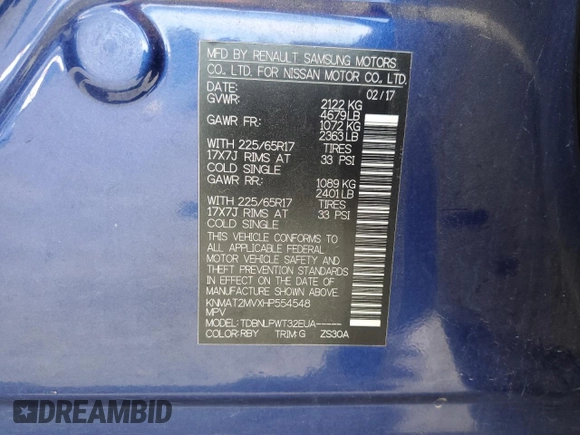 MFD BY RENAULT SAMSUNG MOTORS
CO., LTD. FOR NISSAN MOTOR CO., LTD.
DATE: 02/17
GVWR: 2122 KG
4679 LB
GAWR FR: 1072 KG
2363 LB
WITH 225/65R17 TIRES
17X7J RIMS AT 33 PSI
COLD SINGLE
GAWR RR: 1089 KG
2401 LB
WITH 225/65R17 TIRES
17X7J RIMS AT 33 PSI
COLD SINGLE
THIS VEHICLE CONFORMS TO
ALL APPLICABLE FEDERAL
MOTOR VEHICLE SAFETY AND
THEFT PREVENTION STANDARDS
IN EFFECT ON THE DATE OF
MANUFACTURE SHOWN ABOVE.
KNMAT2MVXHP554548
MPV
MODEL: TDBNLPWT32EUA-----
COLOR:RBY TRIM:G ZS30A
DREAMBID